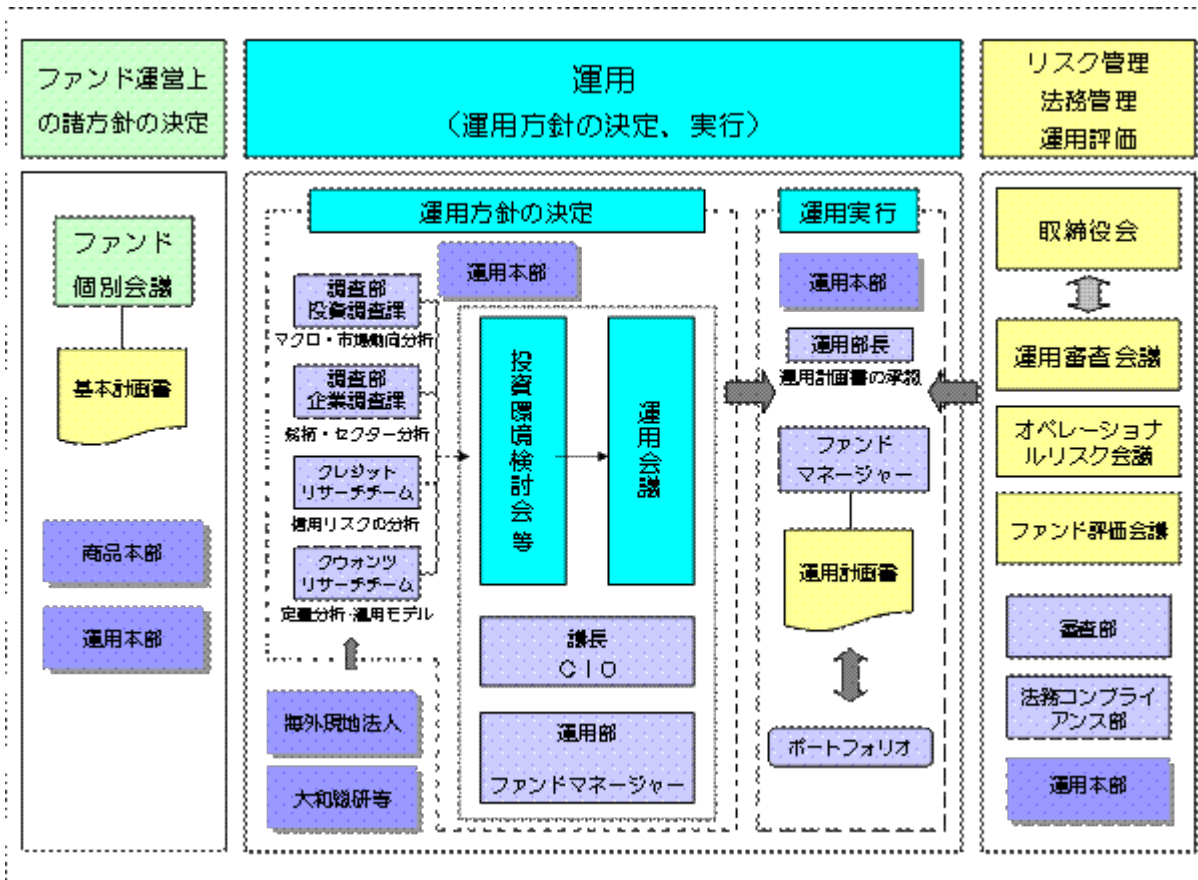 ファンド運営上
の諸方針の決定
運用
(運用方針の決定、実行)
リスク管理
法務管理
運用評価
ファンド
個別会議
基本計画書
商品本部
運用本部
運用方針の決定
運用本部
調査部
投資調査課
マクロ・市場動向分析
調査部
企業調査課
銘柄・セクター分析
クレジット
リサーチチーム
信用リスクの分析
クウォンツ
リサーチチーム
定量分析・運用モデル
海外現地法人
大和総研等
投資環境検討会 等
運用会議
議長
CIO
運用部
ファンドマネージャー
運用実行
運用本部
運用部長
運用計画書の承認
ファンド
マネージャー
運用計画書
ポートフォリオ
取締役会
運用審査会議
オペレーショナ
ルリスク会議
ファンド評価会議
審査部
法務コンプライ
アンス部
運用本部